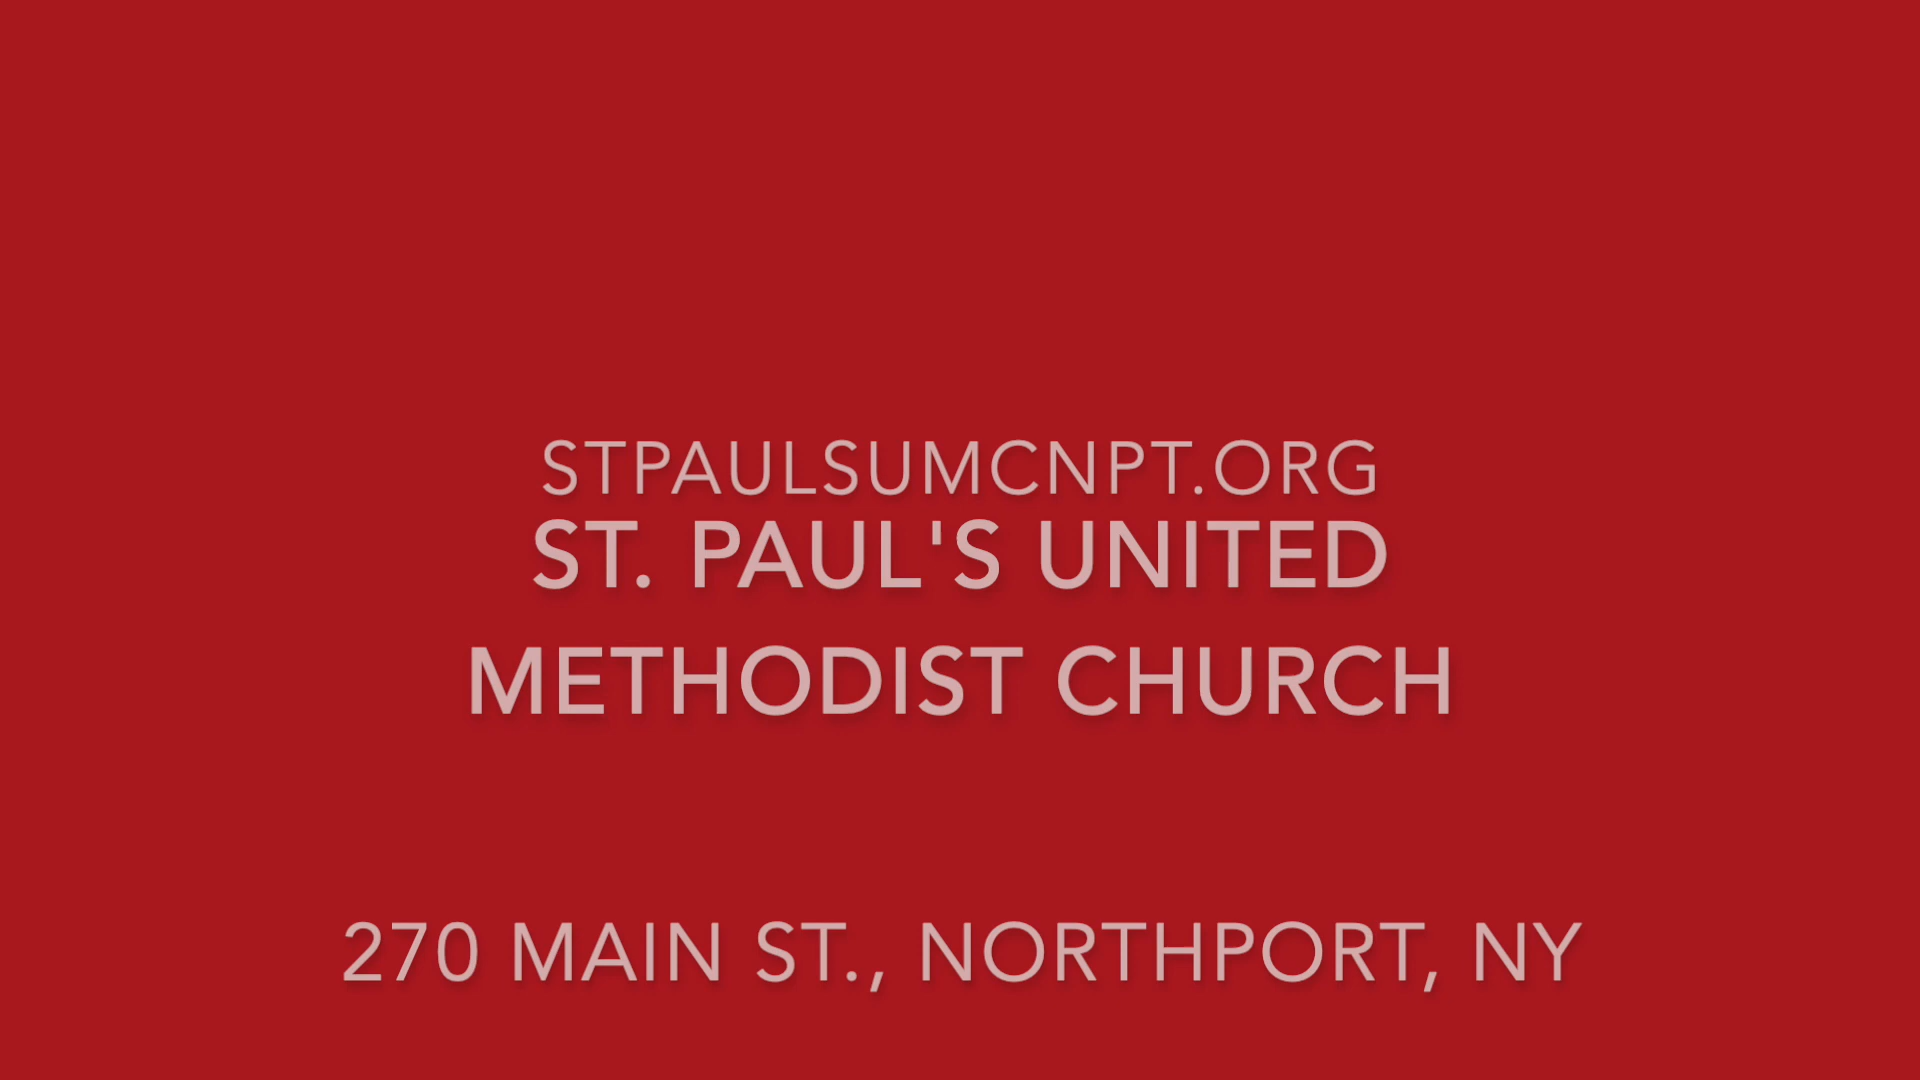 STPAULSUMCNPT.ORG
ST. PAUL'S UNITED
METHODIST CHURCH
270 MAIN ST., NORTHPORT, NY